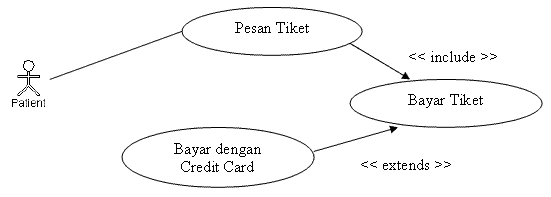 Pesan Tiket
<< include >>
Patient
Bayar Tiket
Bayar dengan
Credit Card
<< extends >>